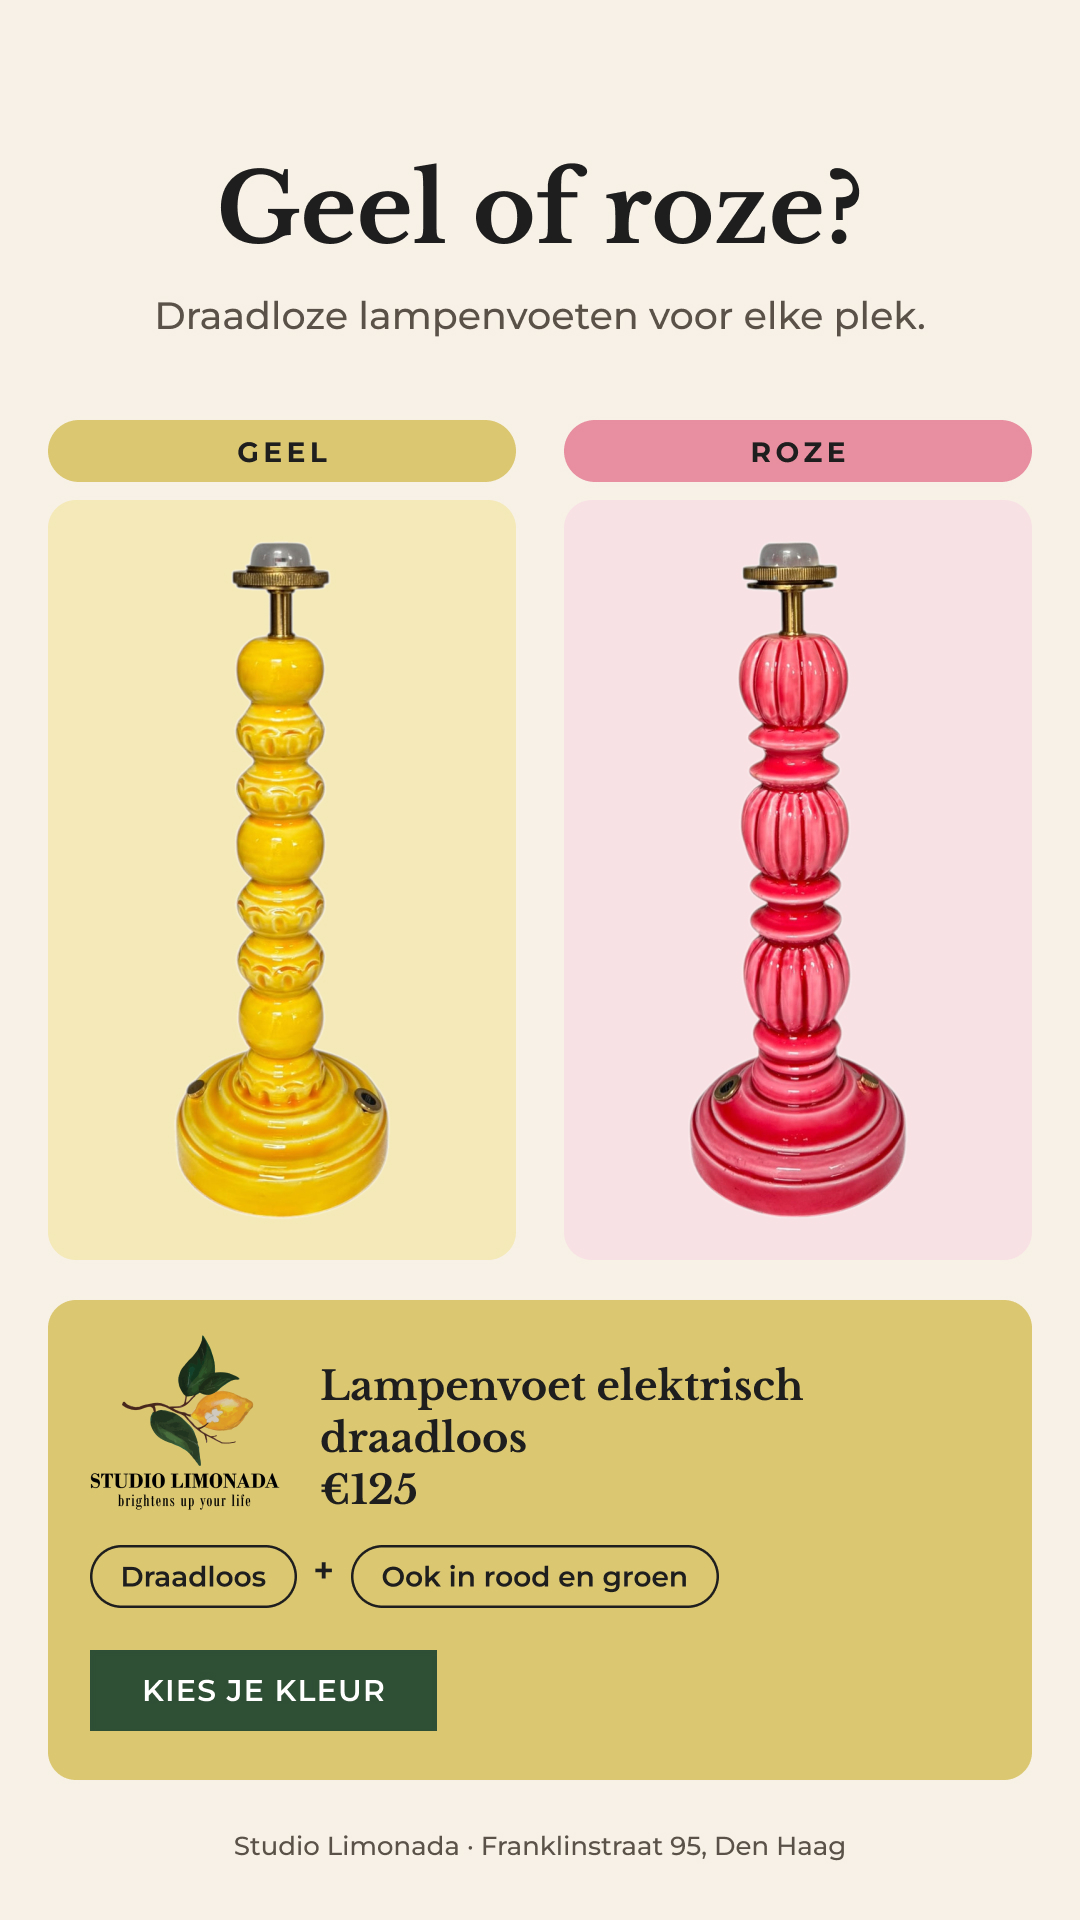 Geel of roze?
Draadloze lampenvoeten voor elke plek.
GEEL
ROZE
STUDIO LIMONADA
brightens up your life
Lampenvoet elektrisch
draadloos
€125
Draadloos + Ook in rood en groen
KIES JE KLEUR
Studio Limonada · Franklinstraat 95, Den Haag